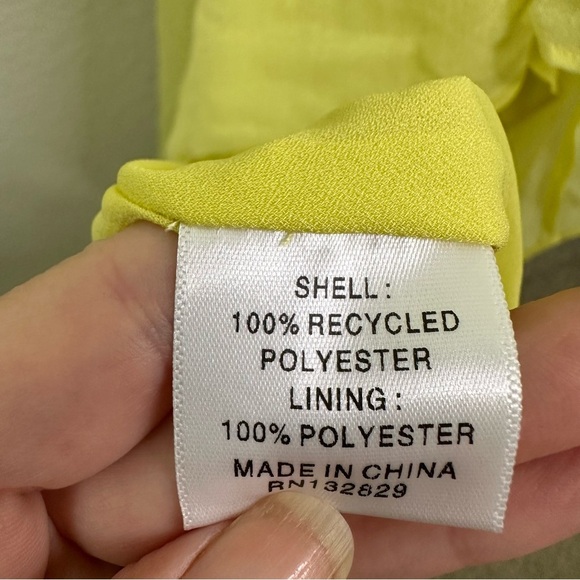 SHELL:
100% RECYCLED
POLYESTER
LINING:
100% POLYESTER
MADE IN CHINA
RN132829